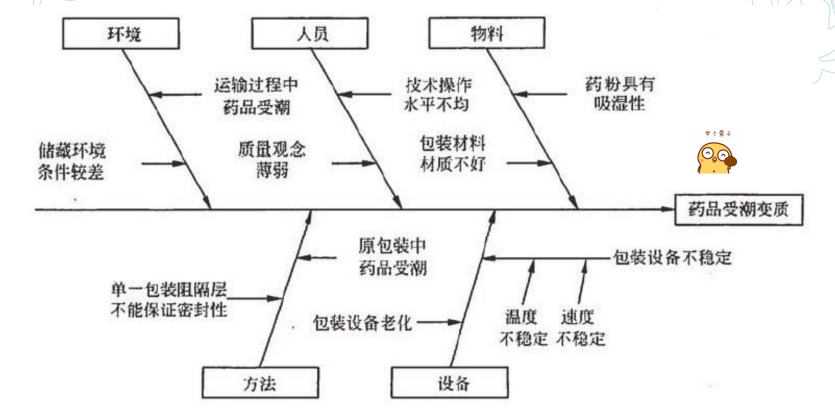 环境
人员
物料
运输过程中
药品受潮
技术操作
水平不均
药粉具有
吸湿性
举个栗子
储藏环境
条件较差
质量观念
薄弱
包装材料
材质不好
药品受潮变质
原包装中
药品受潮
包装设备不稳定
单一包装阻隔层
不能保证密封性
包装设备老化
温度
不稳定
速度
不稳定
方法
设备